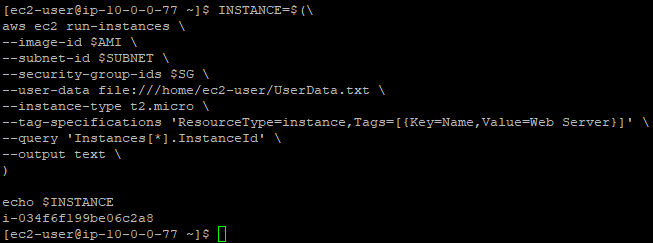 [ec2-user@ip-10-0-0-77 ~]$ INSTANCE=$(\
aws ec2 run-instances \
--image-id $AMI \
--subnet-id $SUBNET \
--security-group-ids $SG \
--user-data file:///home/ec2-user/UserData.txt \
--instance-type t2.micro \
--tag-specifications 'ResourceType=instance,Tags=[{Key=Name,Value=Web Server}]' \
--query 'Instances[*].InstanceId' \
--output text \
)
echo $INSTANCE
i-034f6f199be06c2a8
[ec2-user@ip-10-0-0-77 ~]$